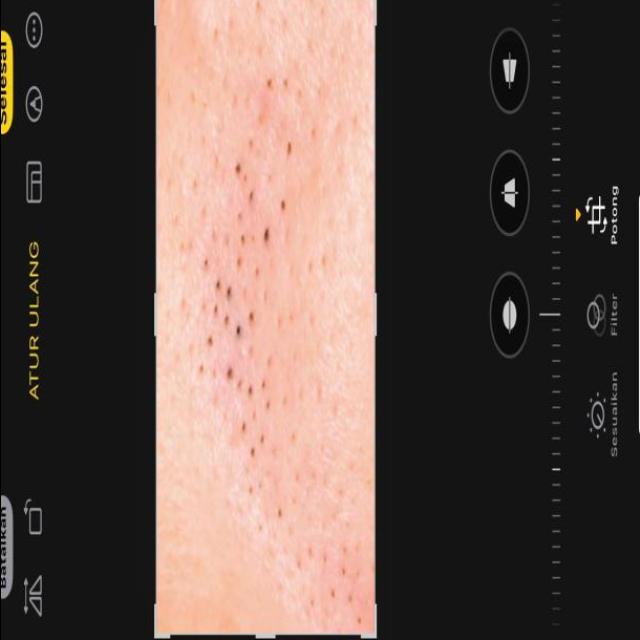 Batalkan
ATUR ULANG
Selesai
Sesuaikan
Filter
Potong